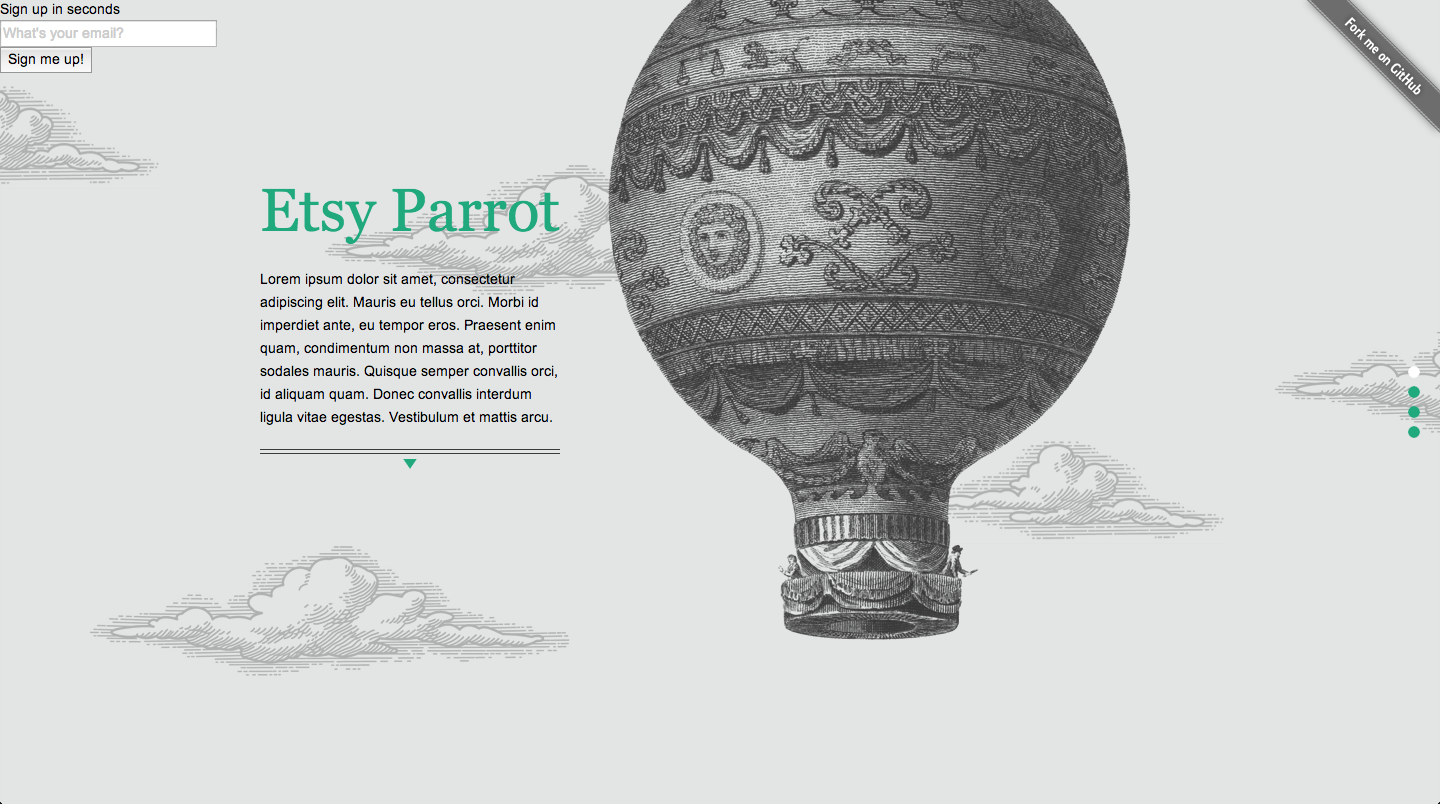 Sign up in seconds
What's your email?
Sign me up!
Fork me on GitHub
Etsy Parrot
Lorem ipsum dolor sit amet, consectetur
adipiscing elit. Mauris eu tellus orci. Morbi id
imperdiet ante, eu tempor eros. Praesent enim
quam, condimentum non massa at, porttitor
sodales mauris. Quisque semper convallis orci,
id aliquam quam. Donec convallis interdum
ligula vitae egestas. Vestibulum et mattis arcu.